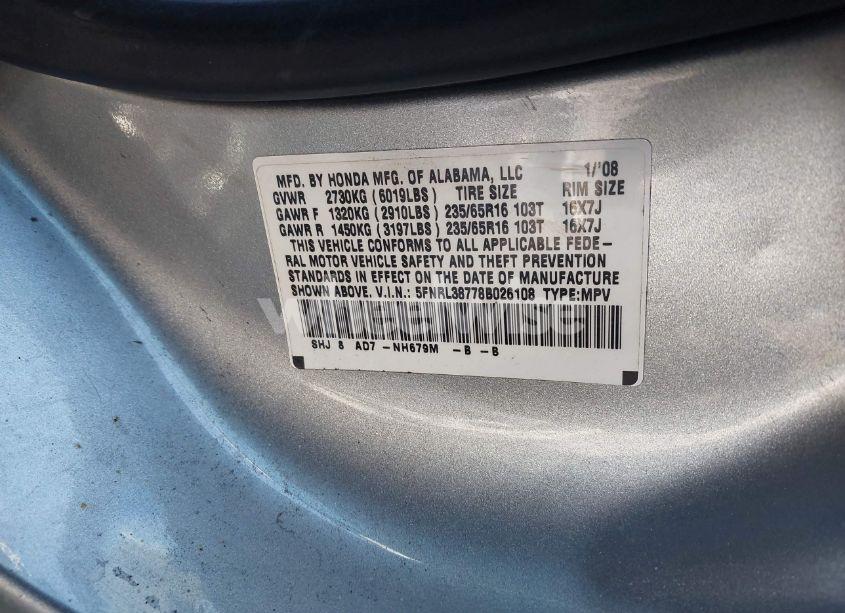 MFD. BY HONDA MFG. OF ALABAMA, LLC 1/'08
GVWR 2730KG (6019LBS) TIRE SIZE RIM SIZE
GAWR F 1320KG (2910LBS) 235/65R16 103T 16X7J
GAWR R 1450KG (3197LBS) 235/65R16 103T 16X7J
THIS VEHICLE CONFORMS TO ALL APPLICABLE FEDE-
RAL MOTOR VEHICLE SAFETY AND THEFT PREVENTION
STANDARDS IN EFFECT ON THE DATE OF MANUFACTURE
SHOWN ABOVE. V.I.N.: 5FNRL38778B026108 TYPE:MPV
SHJ 8 AD7 -NH679M -B -B